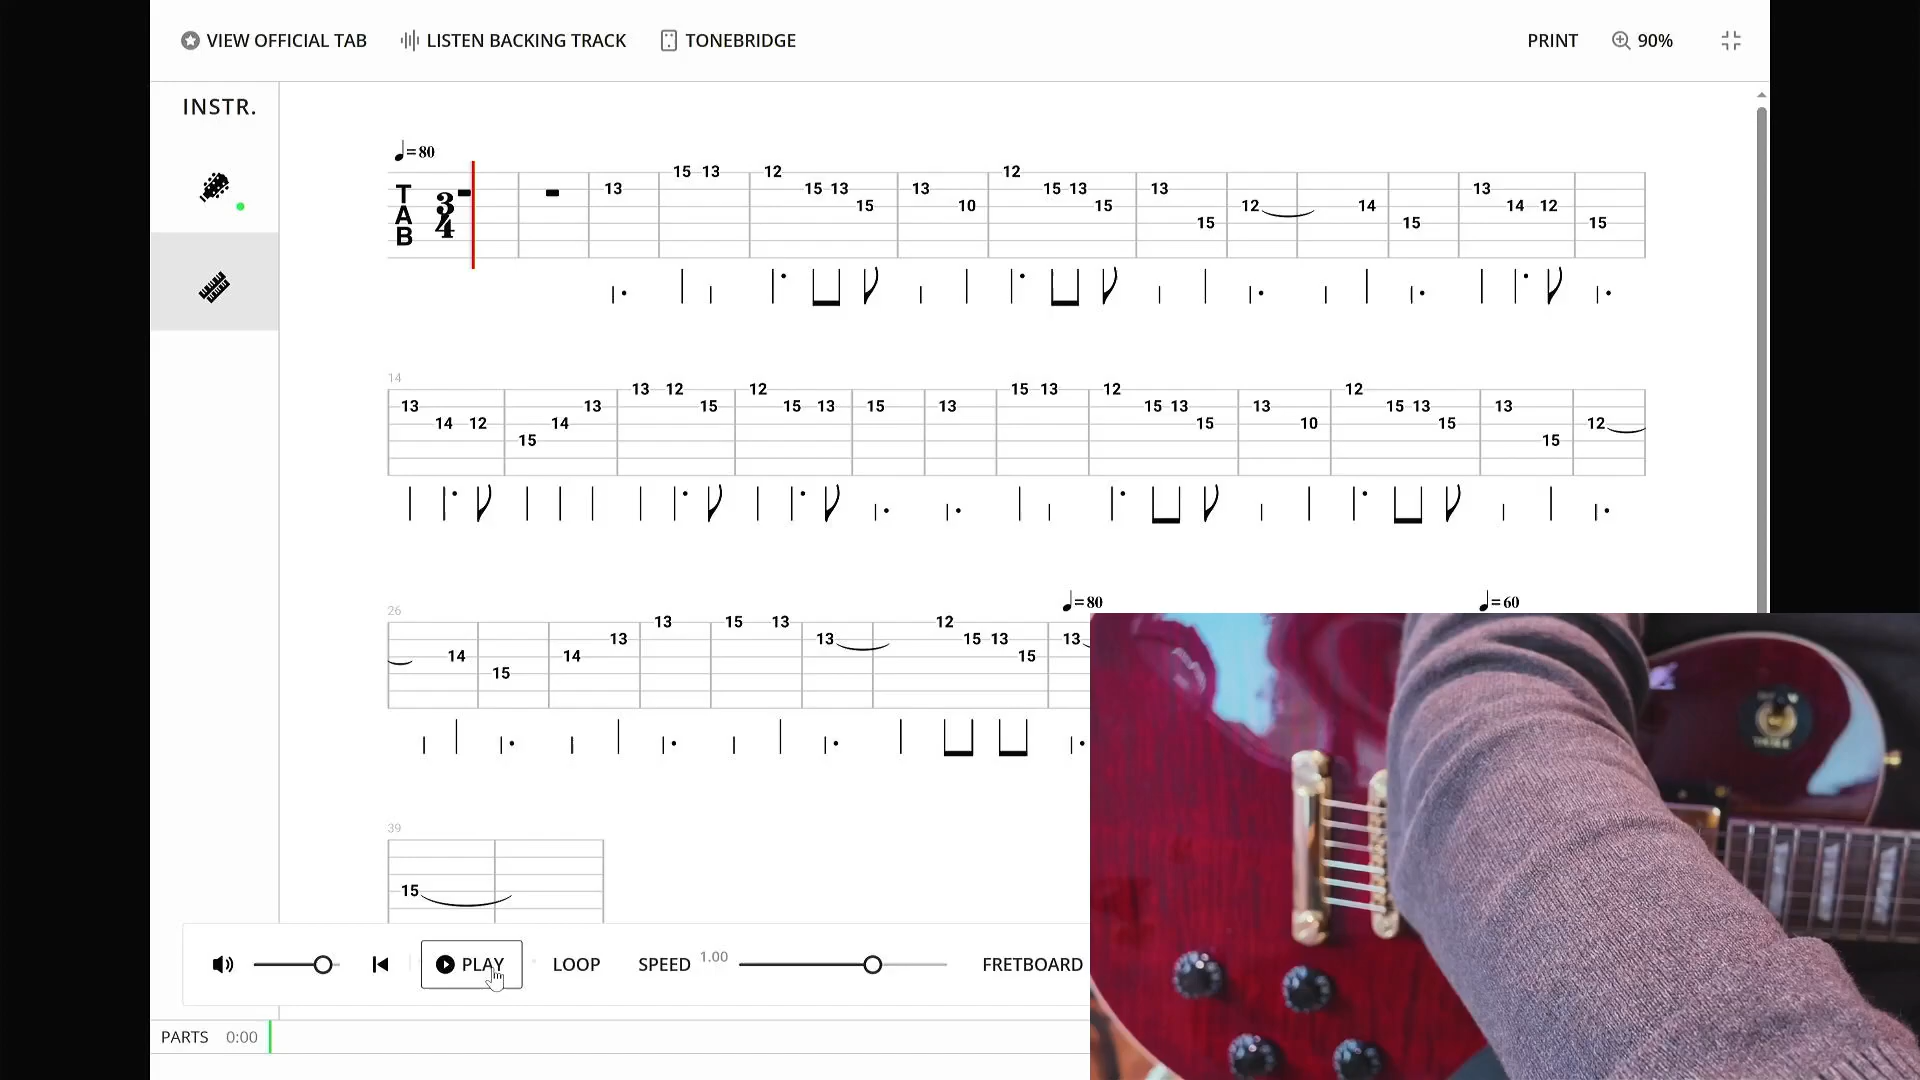 VIEW OFFICIAL TAB LISTEN BACKING TRACK TONEBRIDGE PRINT 90%
INSTR.
=80
15 13 12 12
13 15 13 13 15 13 13 13
15 10 15 12 14 14 12
15 15 15
TAB 3 4
14
13 12 12 15 13 12 12
13 13 15 15 13 15 13 15 13 13 15 13 13
14 12 14 15 10 15 12
15 15
=80 =60
26
13 15 13 12
13 13 15 13 13
14 14 15
15
39
15
PLAY LOOP SPEED 1.00 FRETBOARD
PARTS 0:00